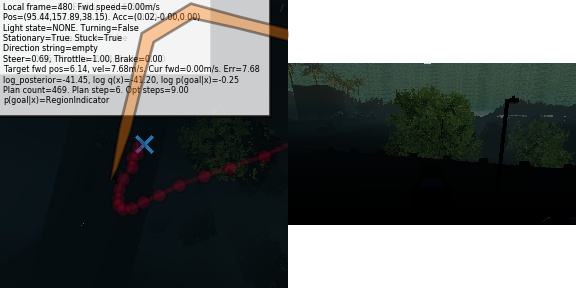 Local frame=480. Fwd speed=0.00m/s
Pos=(95.44,157.89,38.15). Acc=(0.02,-0.00,0.00)
Light state=NONE. Turning=False
Stationary=True. Stuck=True
Direction string=empty
Steer=0.69, Throttle=1.00, Brake=0.00
Target fwd pos=6.14, vel=7.68m/s. Cur fwd=0.00m/s. Err=7.68
log_posterior=-41.45, log q(x)=-41.20, log p(goal|x)=-0.25
Plan count=469. Plan step=6. Opt steps=9.00
p(goal|x)=RegionIndicator